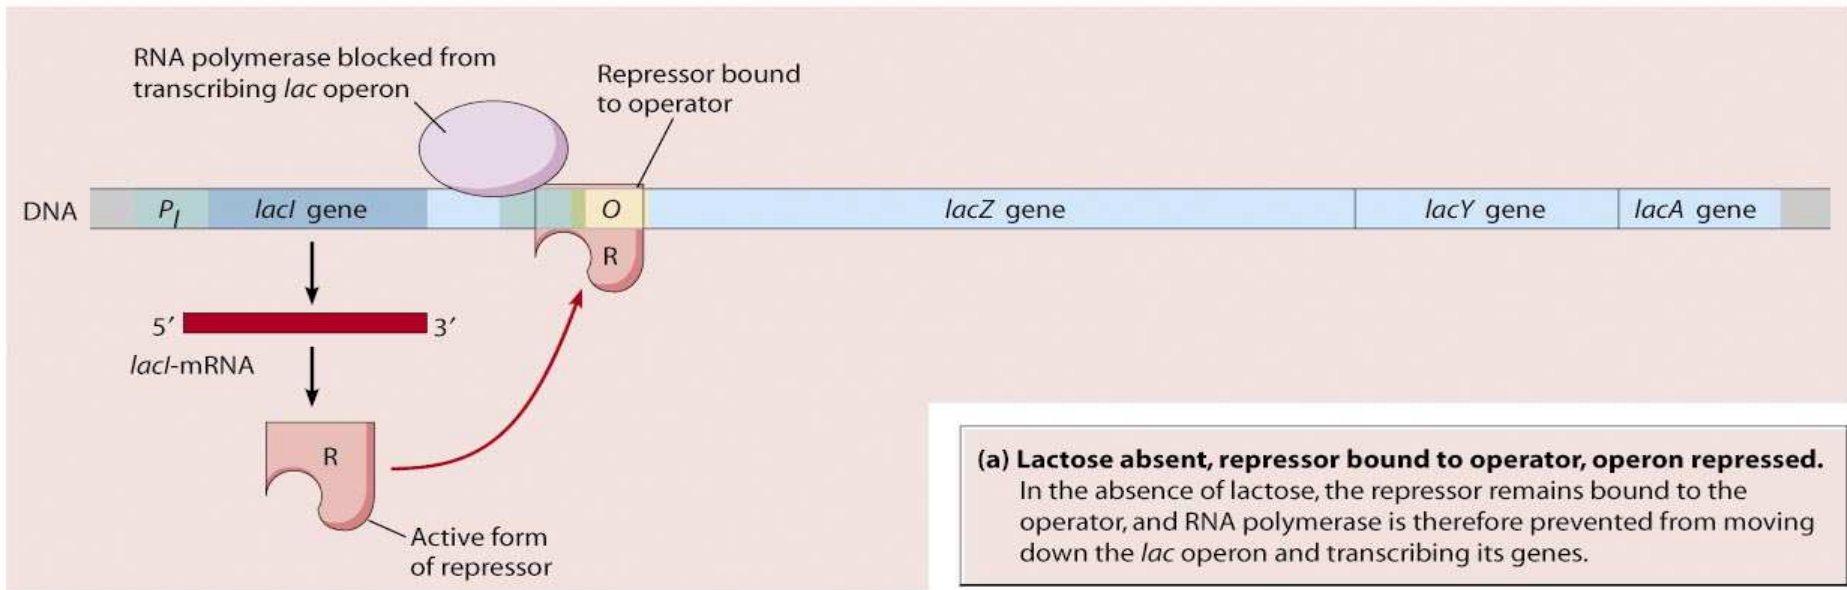 RNA polymerase blocked from
transcribing lac operon
Repressor bound
to operator
DNA
PI
lacI gene
O
lacZ gene
lacY gene
lacA gene
R
5′
3′
lacI-mRNA
R
Active form
of repressor
(a) Lactose absent, repressor bound to operator, operon repressed.
In the absence of lactose, the repressor remains bound to the
operator, and RNA polymerase is therefore prevented from moving
down the lac operon and transcribing its genes.